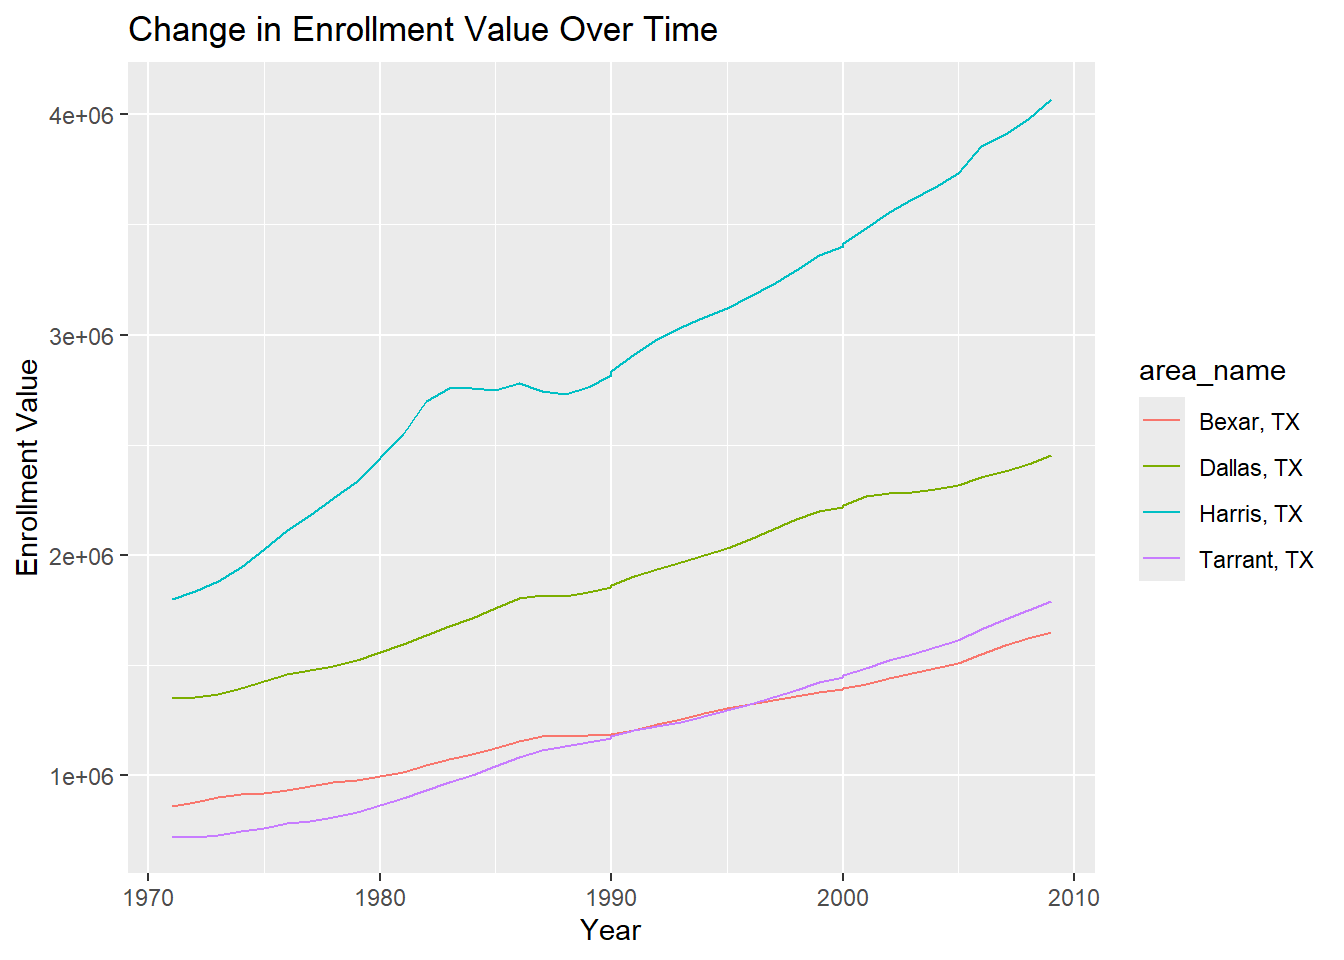 Change in Enrollment Value Over Time
4e+06
3e+06
2e+06
1e+06
Enrollment Value
1970
1980
1990
2000
2010
Year
area_name
Bexar, TX
Dallas, TX
Harris, TX
Tarrant, TX